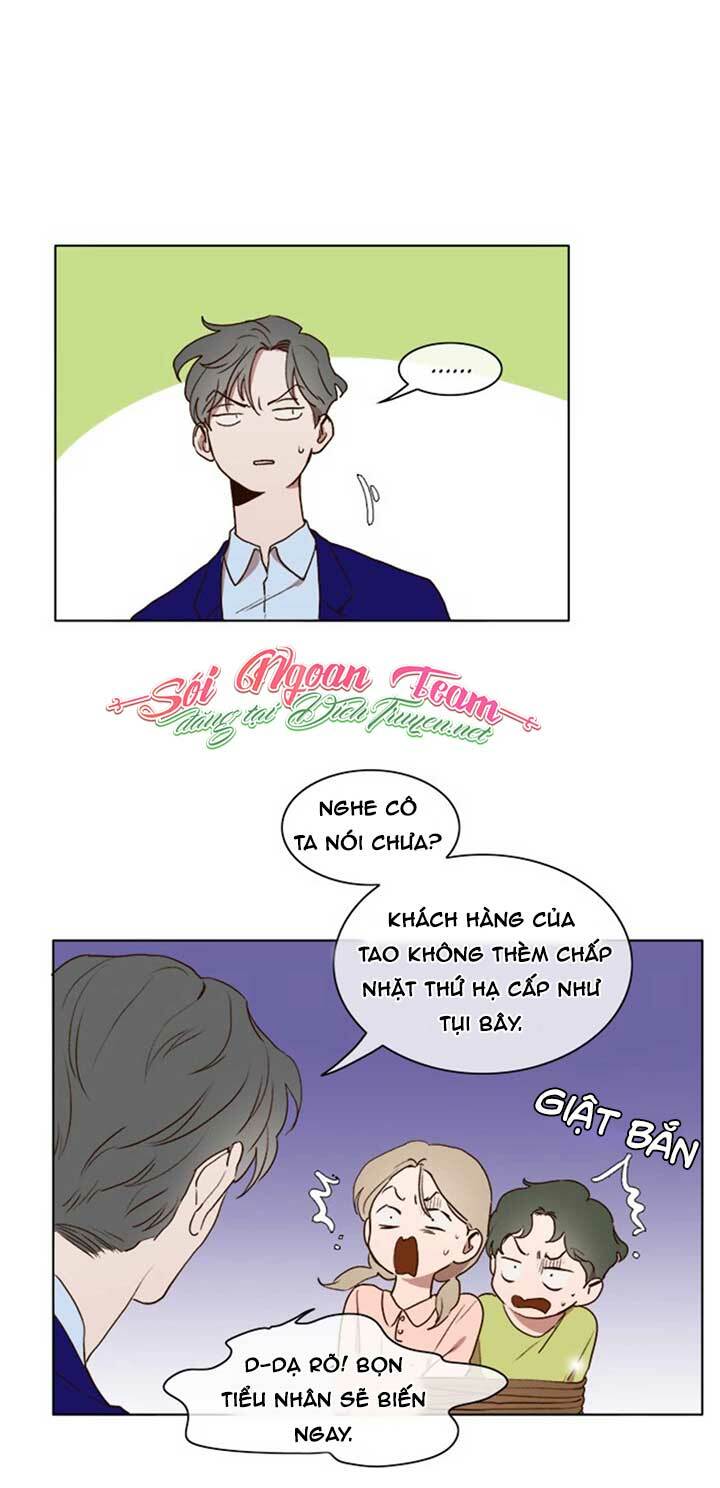 ......
Sói Ngoan Team
đăng tại BichTruyen.net
NGHE CÔ
TA NÓI CHƯA?
KHÁCH HÀNG CỦA
TAO KHÔNG THÈM CHẤP
NHẶT THỨ HẠ CẤP NHƯ
TỤI BÂY.
GIẬT BẮN
D-DẠ RÕ! BỌN
TIỂU NHÂN SẼ BIẾN
NGAY.